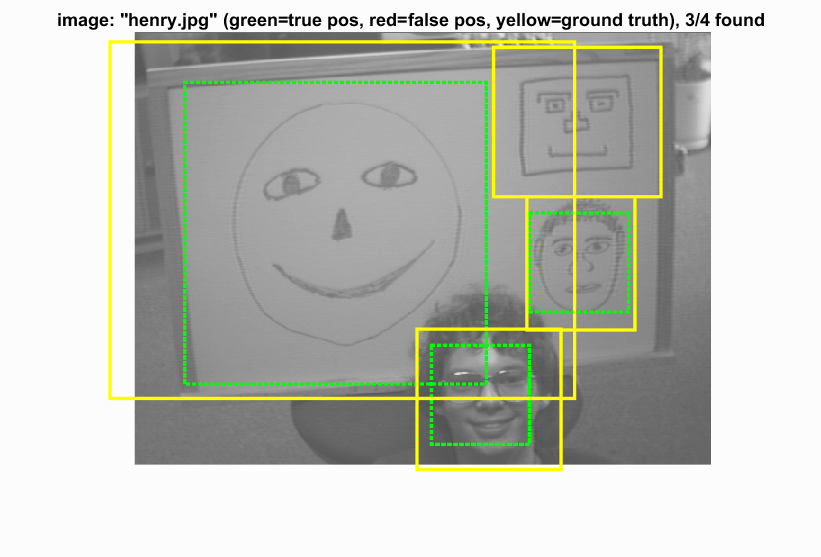 image: "henry.jpg" (green=true pos, red=false pos, yellow=ground truth), 3/4 found